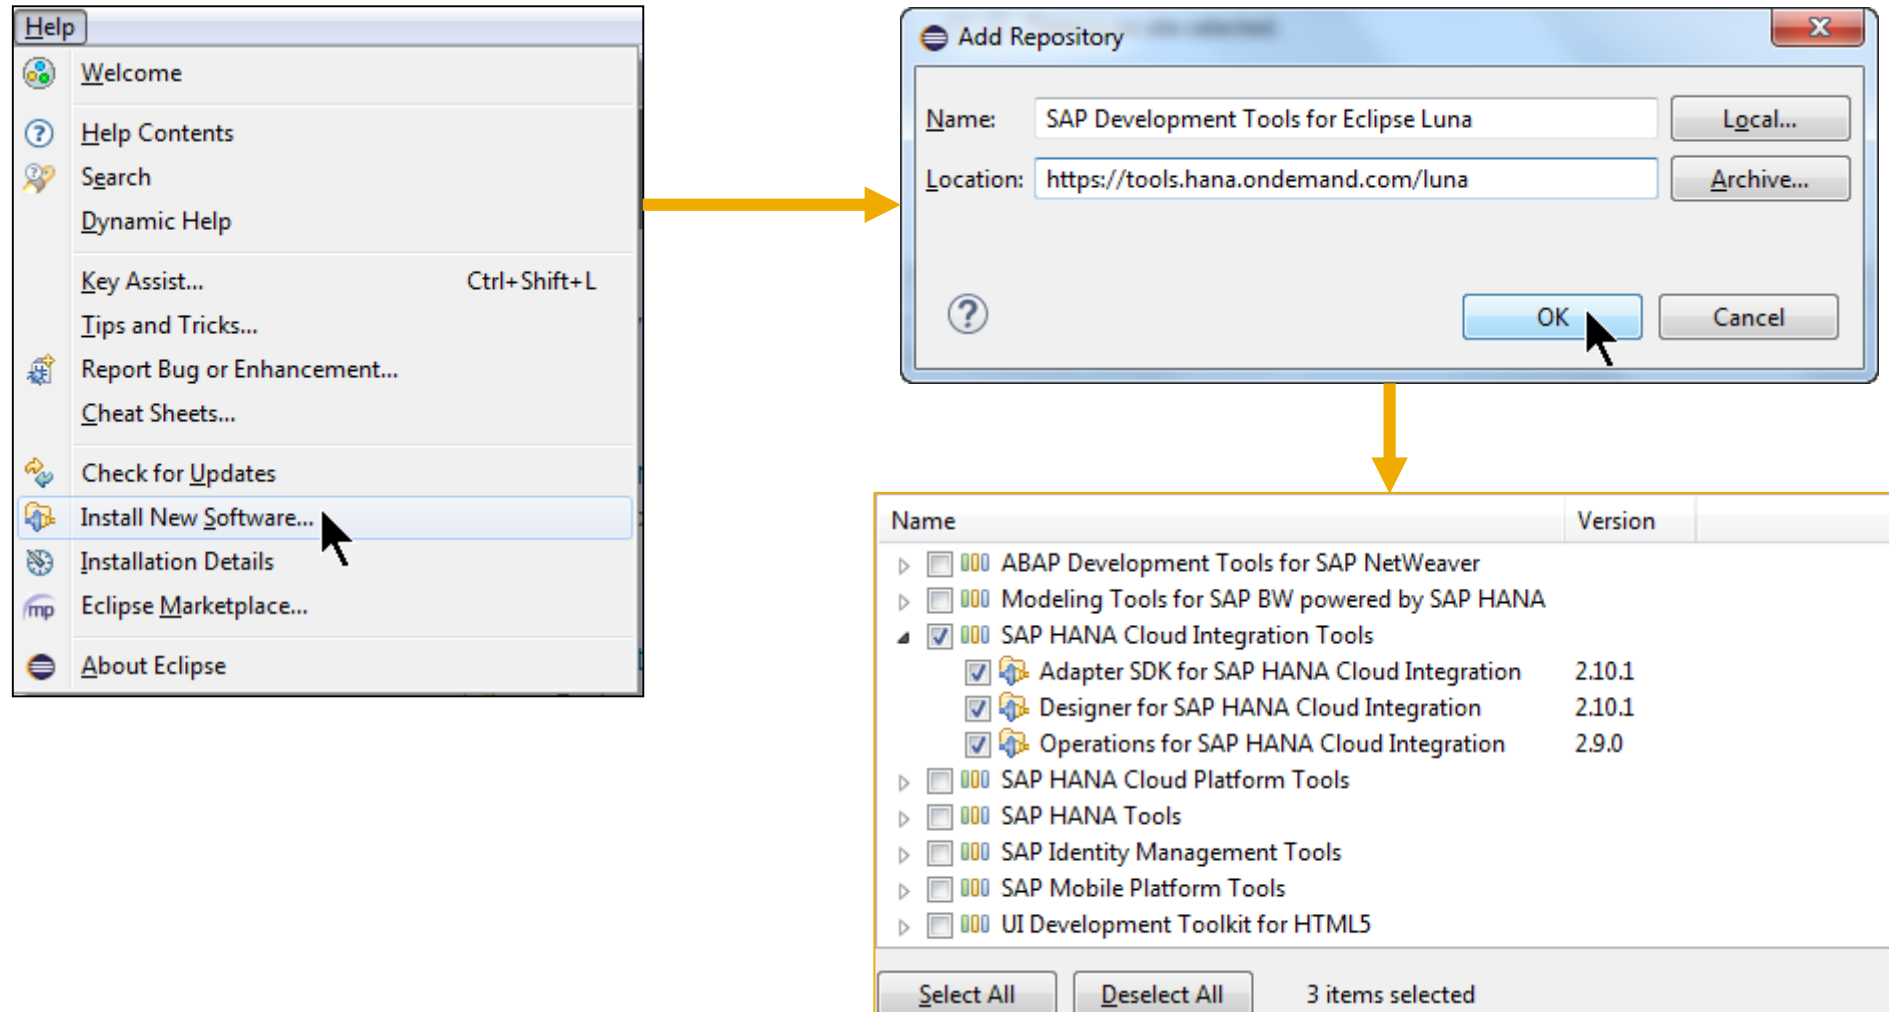 Help
Welcome
Help Contents
Search
Dynamic Help
Key Assist... Ctrl+Shift+L
Tips and Tricks...
Report Bug or Enhancement...
Cheat Sheets...
Check for Updates
Install New Software...
Installation Details
mp Eclipse Marketplace...
About Eclipse
Add Repository
Name: SAP Development Tools for Eclipse Luna Local...
Location: https://tools.hana.ondemand.com/luna Archive...
OK Cancel
Name Version
ABAP Development Tools for SAP NetWeaver
Modeling Tools for SAP BW powered by SAP HANA
SAP HANA Cloud Integration Tools
Adapter SDK for SAP HANA Cloud Integration 2.10.1
Designer for SAP HANA Cloud Integration 2.10.1
Operations for SAP HANA Cloud Integration 2.9.0
SAP HANA Cloud Platform Tools
SAP HANA Tools
SAP Identity Management Tools
SAP Mobile Platform Tools
UI Development Toolkit for HTML5
Select All Deselect All 3 items selected